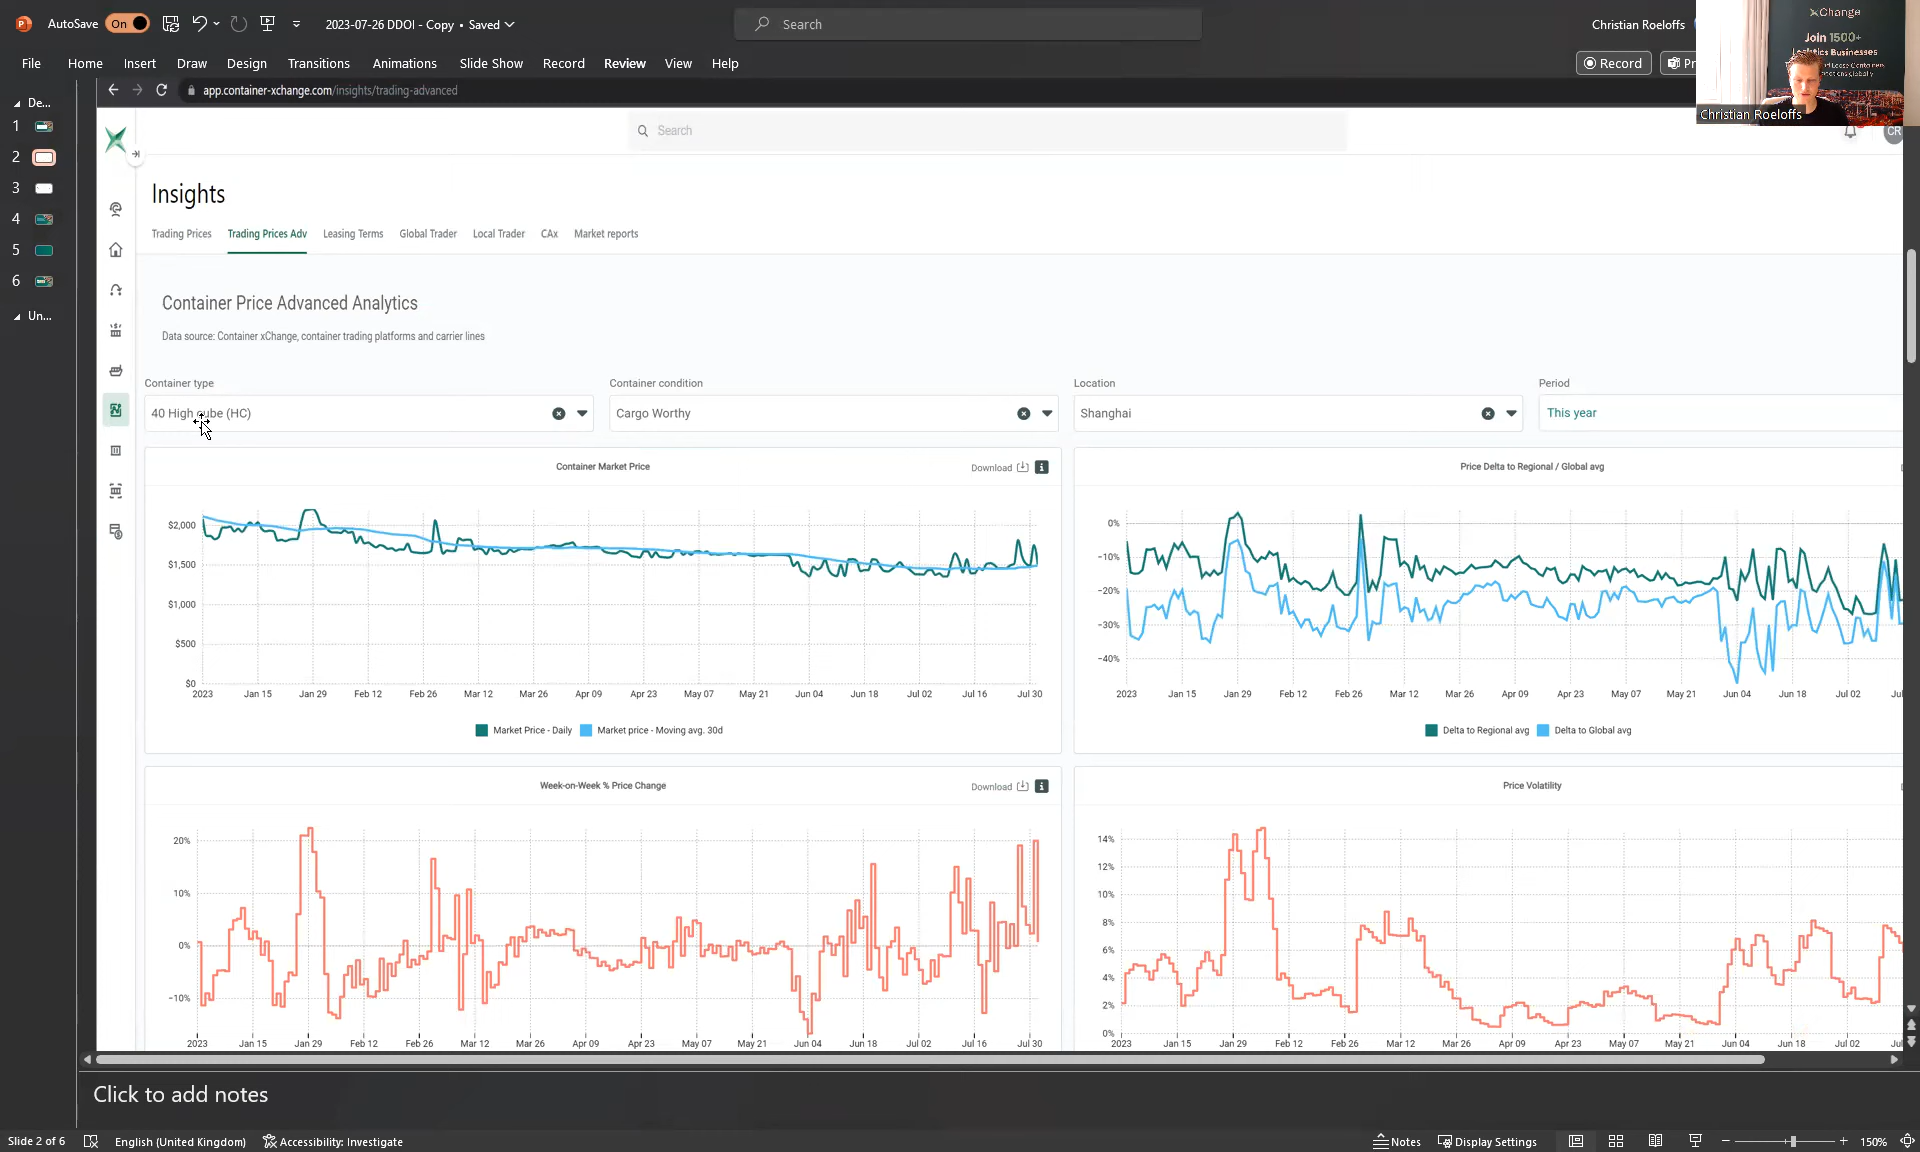 AutoSave On 2023-07-26 DDOI - Copy • Saved Search Christian Roeloffs
File Home Insert Draw Design Transitions Animations Slide Show Record Review View Help Record
xChange
Join 1500+
Logistics Businesses
Christian Roeloffs
De...
1
2
3
4
5
6
Un...
app.container-xchange.com/insights/trading-advanced
Search
CR
Insights
Trading Prices Trading Prices Adv Leasing Terms Global Trader Local Trader CAx Market reports
Container Price Advanced Analytics
Data source: Container xChange, container trading platforms and carrier lines
Container type Container condition Location Period
40 High cube (HC) Cargo Worthy Shanghai This year
Container Market Price Download
$2,000
$1,500
$1,000
$500
$0
2023 Jan 15 Jan 29 Feb 12 Feb 26 Mar 12 Mar 26 Apr 09 Apr 23 May 07 May 21 Jun 04 Jun 18 Jul 02 Jul 16 Jul 30
Market Price - Daily Market price - Moving avg. 30d
Price Delta to Regional / Global avg
0%
-10%
-20%
-30%
-40%
2023 Jan 15 Jan 29 Feb 12 Feb 26 Mar 12 Mar 26 Apr 09 Apr 23 May 07 May 21 Jun 04 Jun 18 Jul 02 Jul
Delta to Regional avg Delta to Global avg
Week-on-Week % Price Change Download
20%
10%
0%
-10%
2023 Jan 15 Jan 29 Feb 12 Feb 26 Mar 12 Mar 26 Apr 09 Apr 23 May 07 May 21 Jun 04 Jun 18 Jul 02 Jul 16 Jul 30
Price Volatility
14%
12%
10%
8%
6%
4%
2%
0%
2023 Jan 15 Jan 29 Feb 12 Feb 26 Mar 12 Mar 26 Apr 09 Apr 23 May 07 May 21 Jun 04 Jun 18 Jul 02 Jul
Click to add notes
Slide 2 of 6 English (United Kingdom) Accessibility: Investigate Notes Display Settings 150%